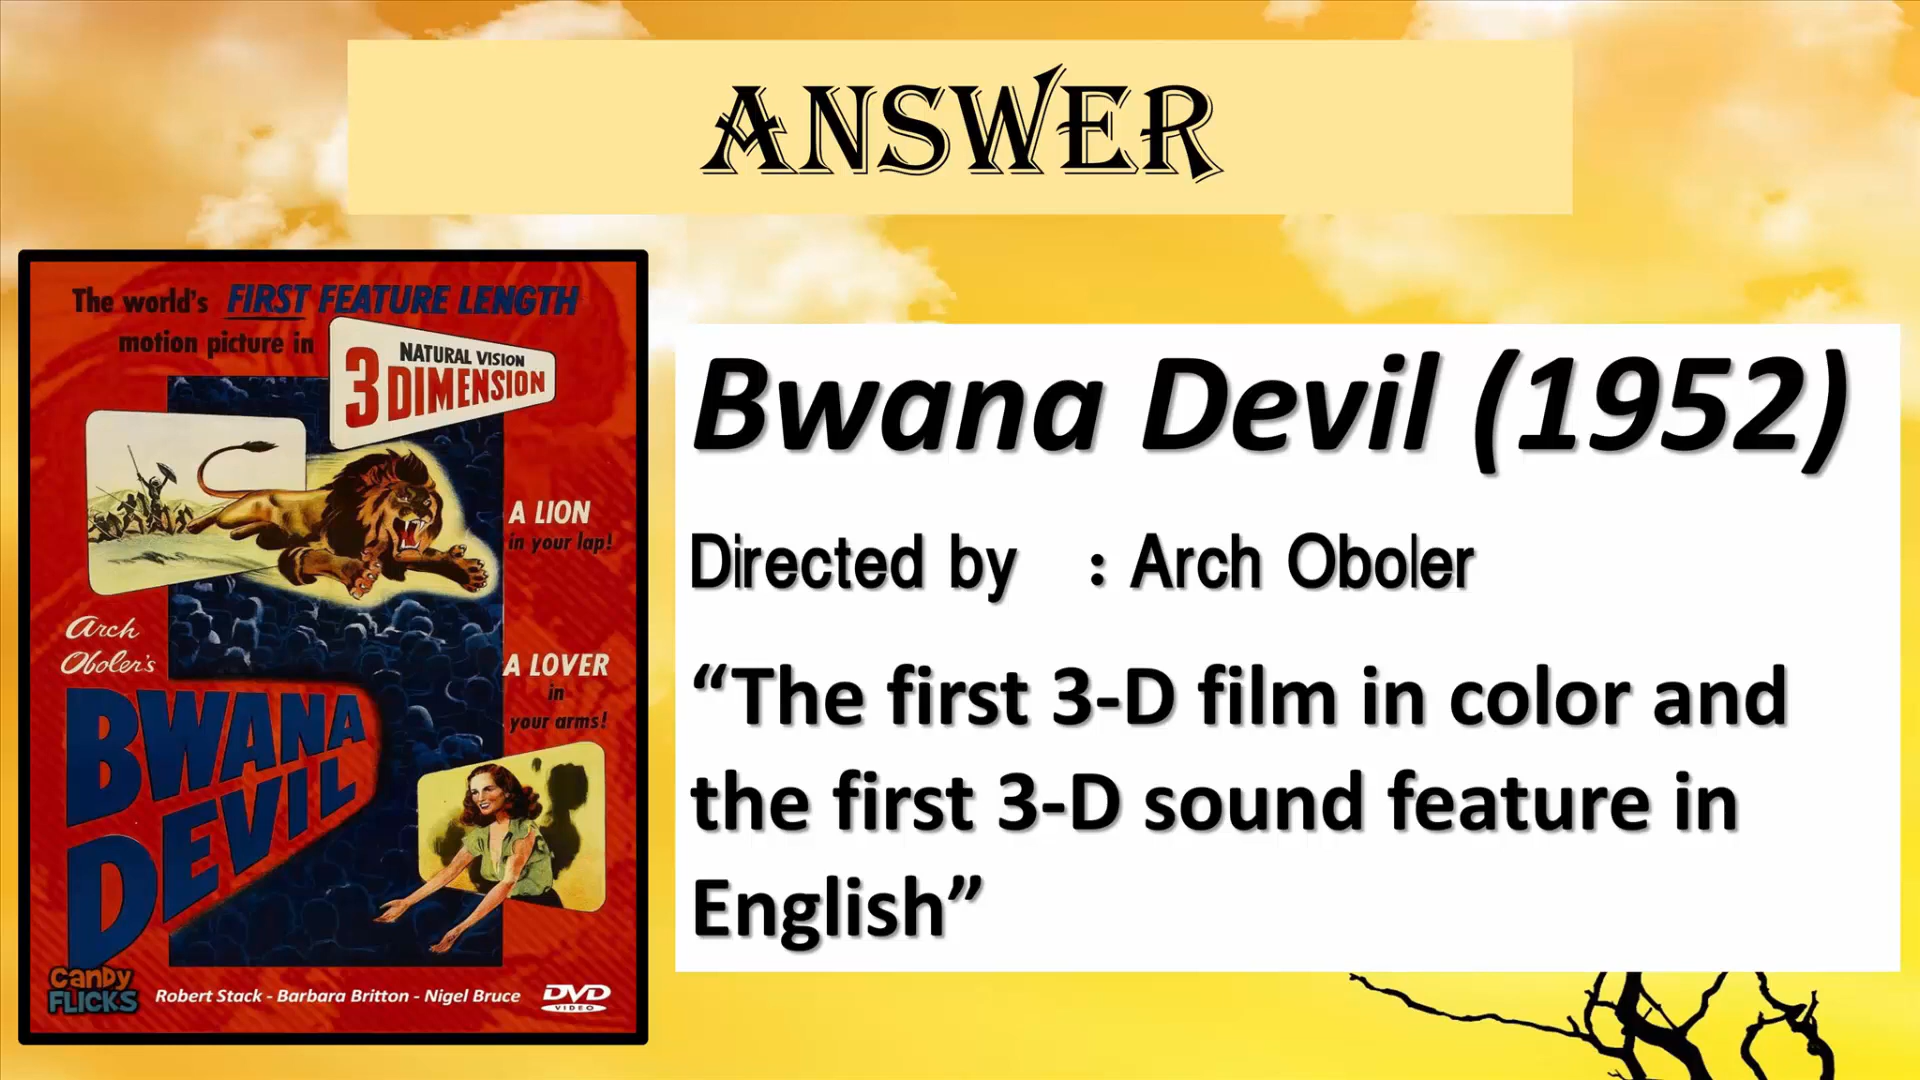 ANSWER
The world's FIRST FEATURE LENGTH
motion picture in
NATURAL VISION
3 DIMENSION
A LION
in your lap!
Arch
Oboler's
A LOVER
in
your arms!
BWANA
DEVIL
CANDY
FLICKS
Robert Stack - Barbara Britton - Nigel Bruce
DVD
VIDEO
Bwana Devil (1952)
Directed by : Arch Oboler
“The first 3-D film in color and
the first 3-D sound feature in
English”